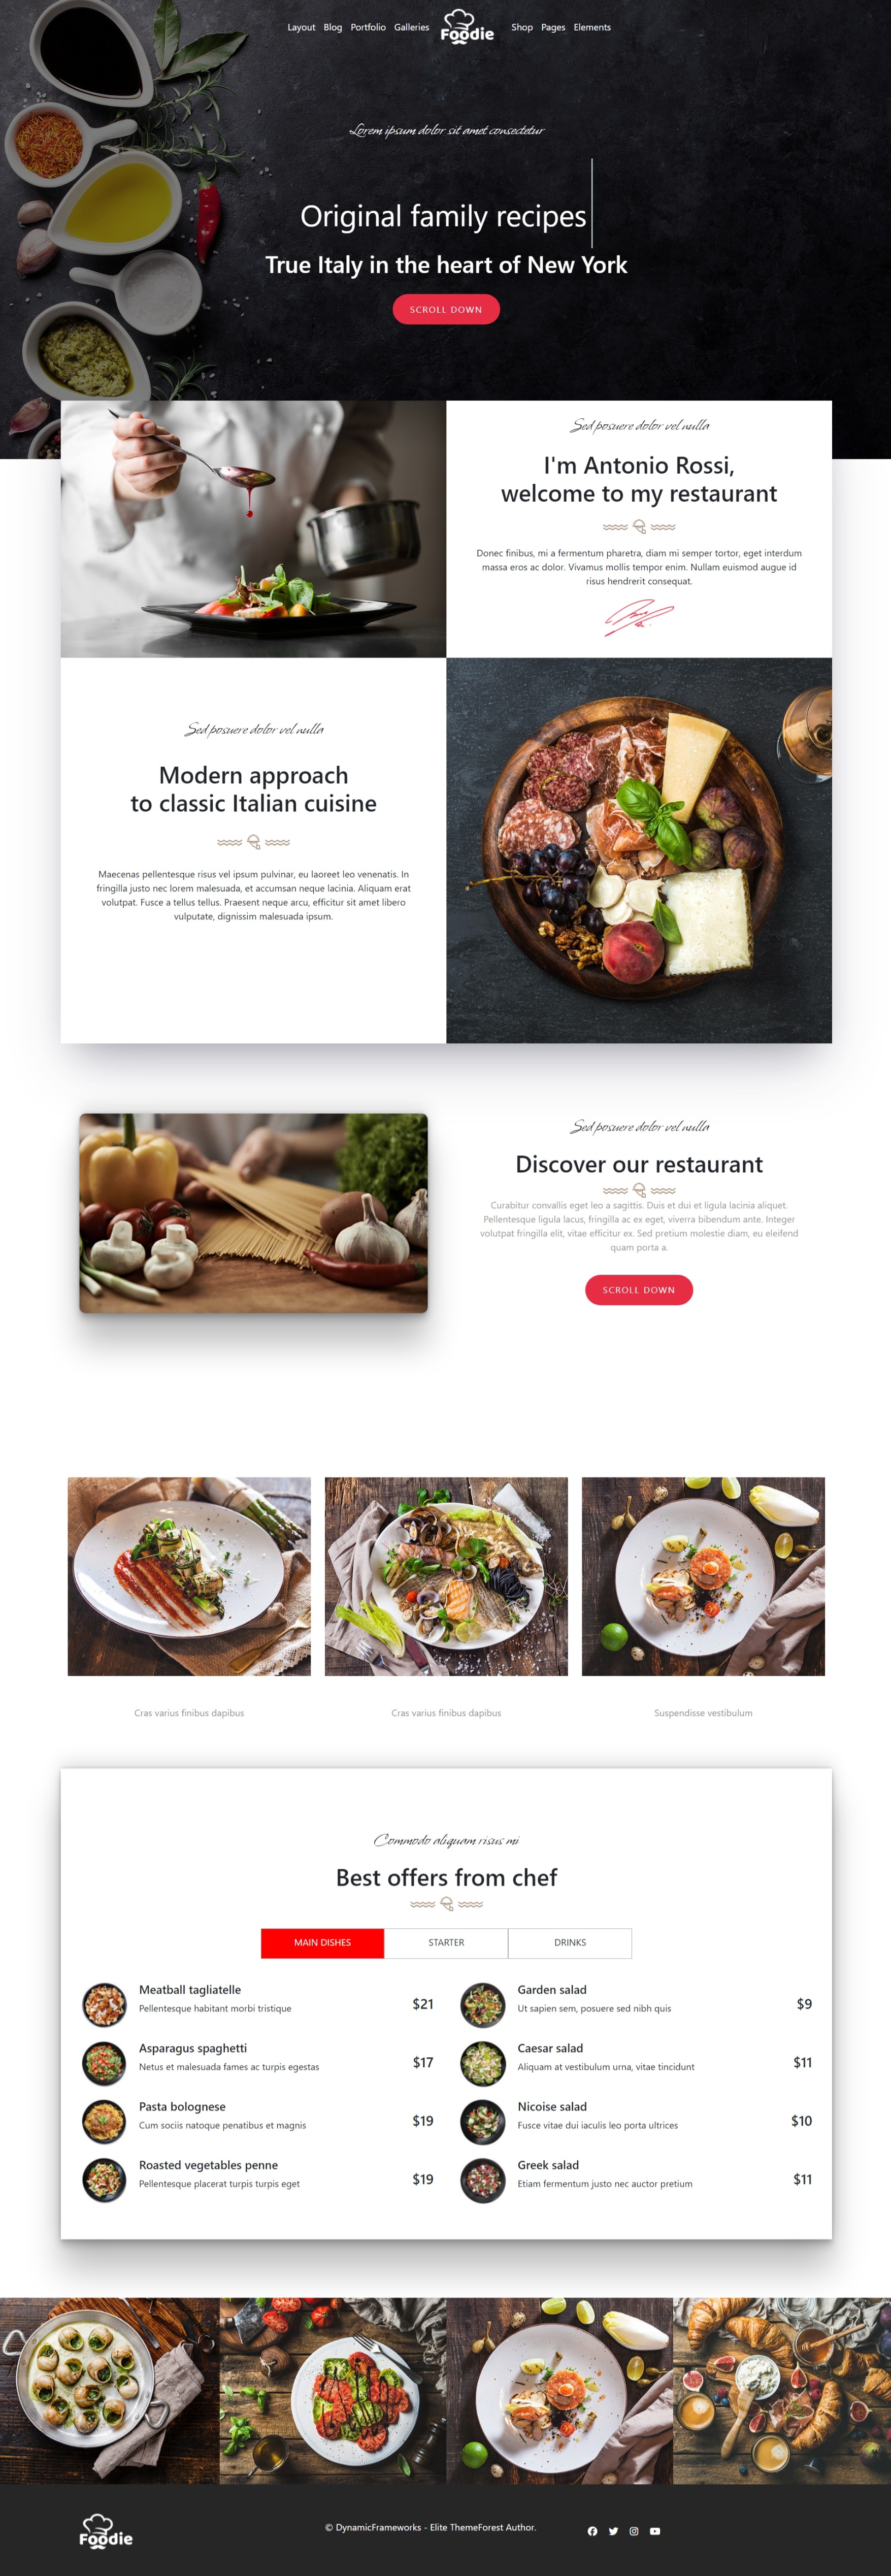 Layout Blog Portfolio Galleries Foodie Shop Pages Elements
Lorem ipsum dolor sit amet consectetur
Original family recipes
True Italy in the heart of New York
SCROLL DOWN
Sed posuere dolor vel nulla
I'm Antonio Rossi,
welcome to my restaurant
Donec finibus, mi a fermentum pharetra, diam mi semper tortor, eget interdum
massa eros ac dolor. Vivamus mollis tempor enim. Nullam euismod augue id
risus hendrerit consequat.
Sed posuere dolor vel nulla
Modern approach
to classic Italian cuisine
Maecenas pellentesque risus vel ipsum pulvinar, eu laoreet leo venenatis. In
fringilla justo nec lorem malesuada, et accumsan neque lacinia. Aliquam erat
volutpat. Fusce a tellus tellus. Praesent neque arcu, efficitur sit amet libero
vulputate, dignissim malesuada ipsum.
Sed posuere dolor vel nulla
Discover our restaurant
Curabitur convallis eget leo a sagittis. Duis et dui et ligula lacinia aliquet.
Pellentesque ligula lacus, fringilla ac ex eget, viverra bibendum ante. Integer
volutpat fringilla elit, vitae efficitur ex. Sed pretium molestie diam, eu eleifend
quam porta a.
SCROLL DOWN
Cras varius finibus dapibus
Cras varius finibus dapibus
Suspendisse vestibulum
Commodo aliquam risus mi
Best offers from chef
MAIN DISHES STARTER DRINKS
Meatball tagliatelle
Pellentesque habitant morbi tristique
$21
Garden salad
Ut sapien sem, posuere sed nibh quis
$9
Asparagus spaghetti
Netus et malesuada fames ac turpis egestas
$17
Caesar salad
Aliquam at vestibulum urna, vitae tincidunt
$11
Pasta bolognese
Cum sociis natoque penatibus et magnis
$19
Nicoise salad
Fusce vitae dui iaculis leo porta ultrices
$10
Roasted vegetables penne
Pellentesque placerat turpis turpis eget
$19
Greek salad
Etiam fermentum justo nec auctor pretium
$11
Foodie
© DynamicFrameworks - Elite ThemeForest Author.